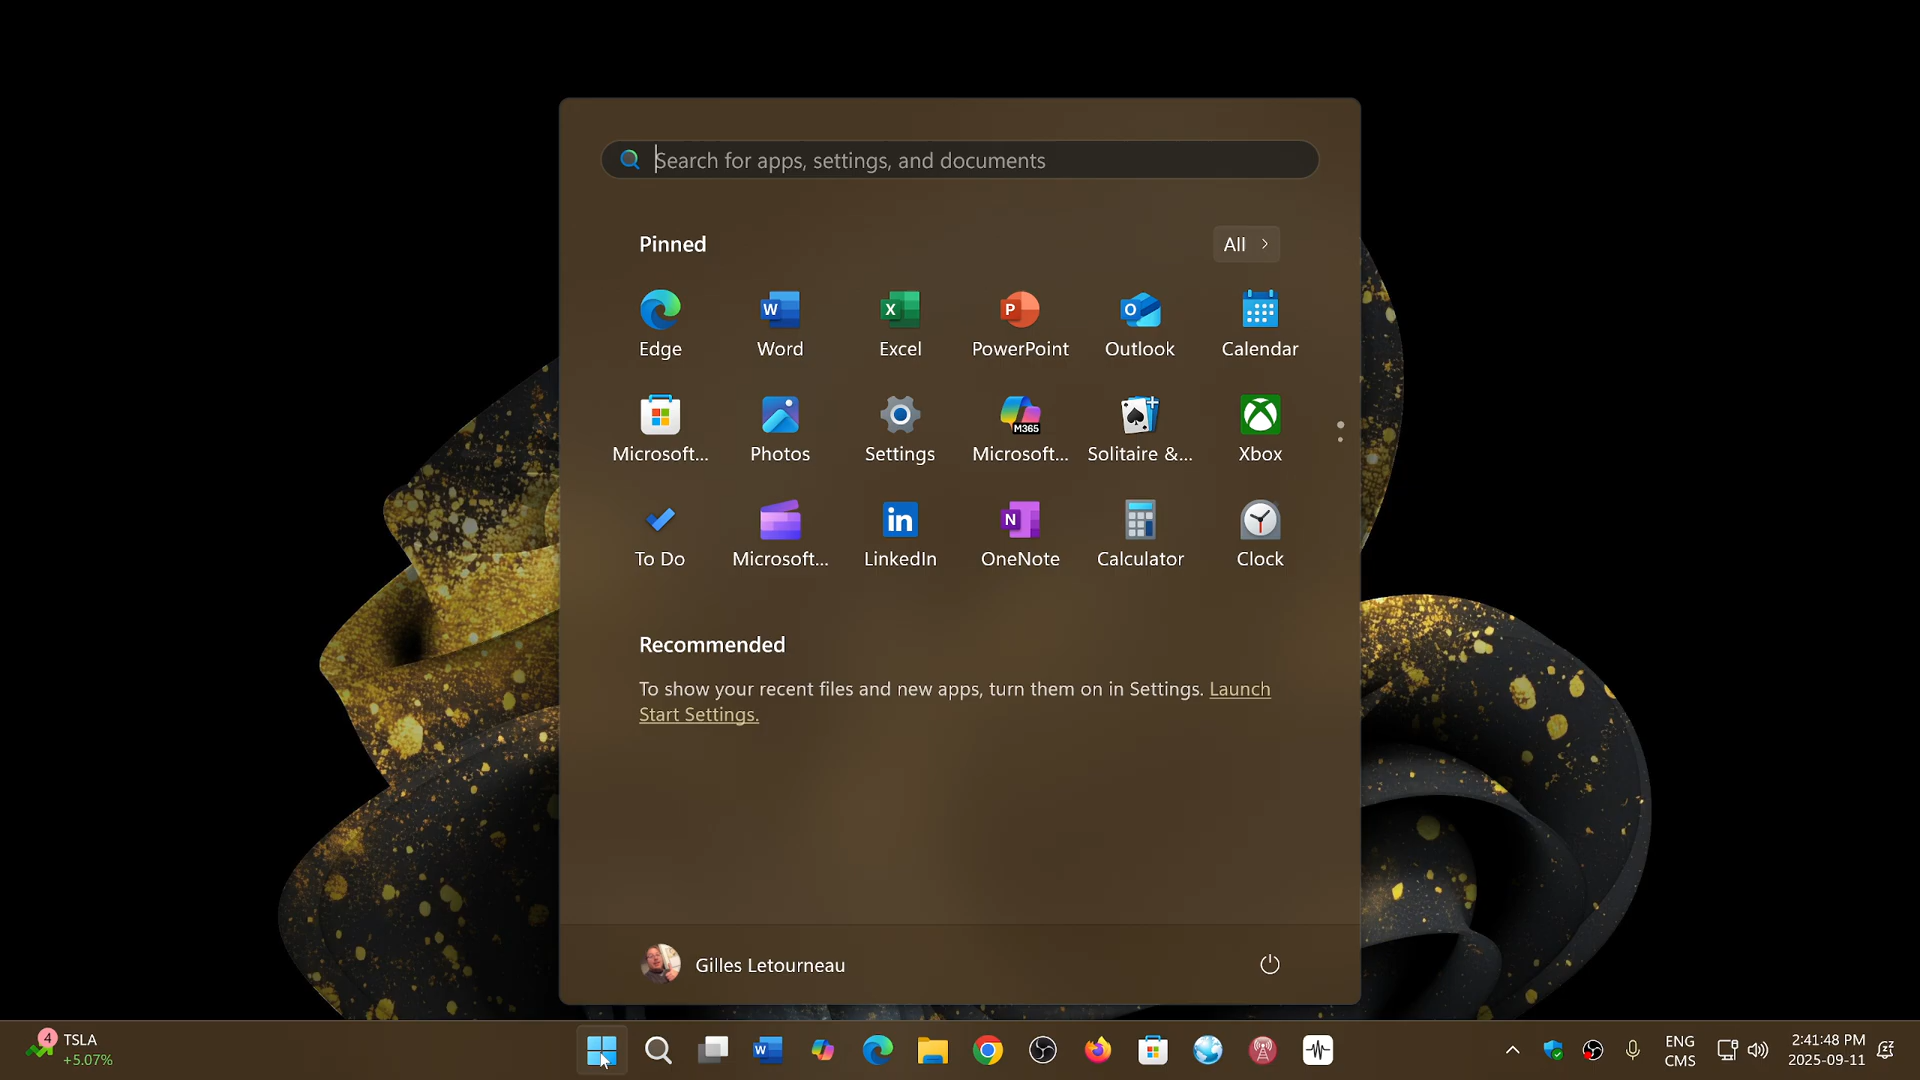 Search for apps, settings, and documents
Pinned
All
Edge
Word
Excel
PowerPoint
Outlook
Calendar
Microsoft...
Photos
Settings
Microsoft...
Solitaire &...
Xbox
To Do
Microsoft...
LinkedIn
OneNote
Calculator
Clock
M365
Recommended
To show your recent files and new apps, turn them on in Settings. Launch
Start Settings.
Gilles Letourneau
4
TSLA
+5.07%
ENG
CMS
2:41:48 PM
2025-09-11